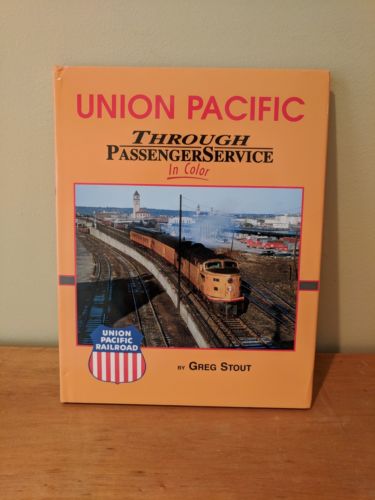 UNION PACIFIC
THROUGH
PASSENGERSERVICE
In Color
UNION
PACIFIC
RAILROAD
BY GREG STOUT